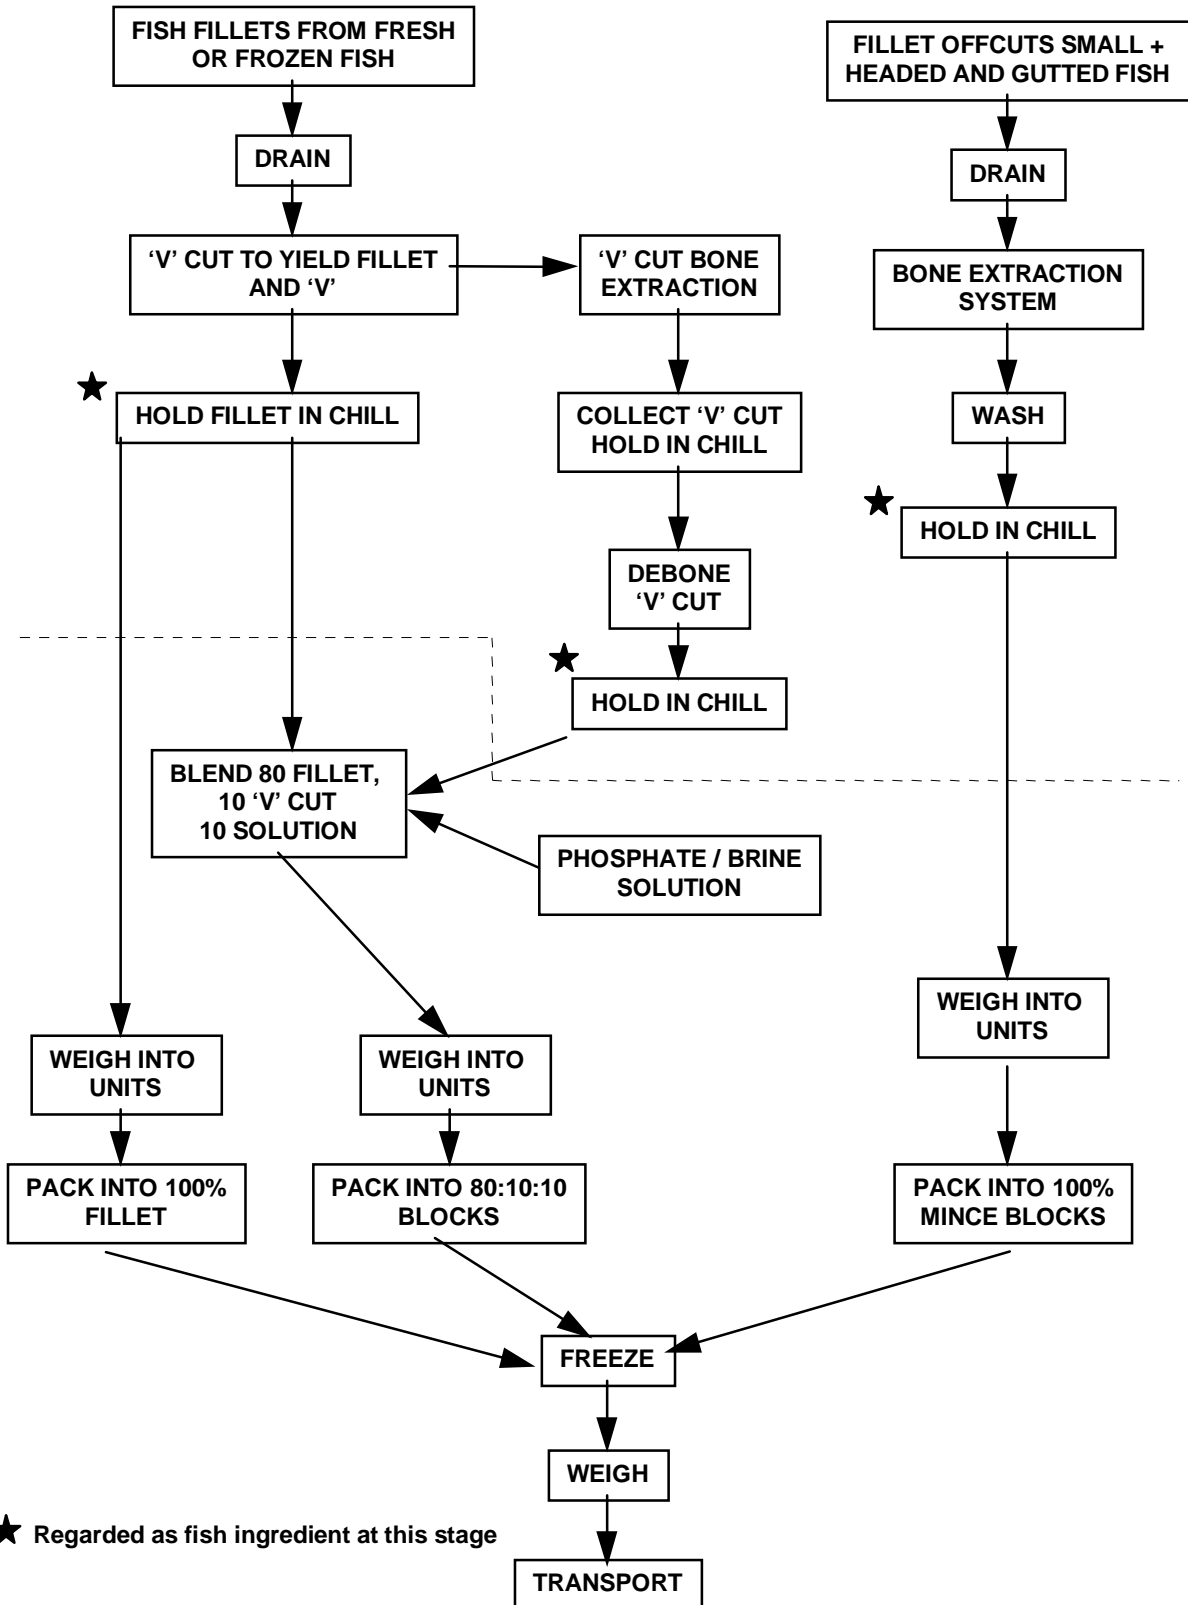 FISH FILLETS FROM FRESH
OR FROZEN FISH
FILLET OFFCUTS SMALL +
HEADED AND GUTTED FISH
DRAIN
DRAIN
‘V’ CUT TO YIELD FILLET
AND ‘V’
‘V’ CUT BONE
EXTRACTION
BONE EXTRACTION
SYSTEM
HOLD FILLET IN CHILL
COLLECT ‘V’ CUT
HOLD IN CHILL
WASH
HOLD IN CHILL
DEBONE
‘V’ CUT
HOLD IN CHILL
BLEND 80 FILLET,
10 ‘V’ CUT
10 SOLUTION
PHOSPHATE / BRINE
SOLUTION
WEIGH INTO
UNITS
WEIGH INTO
UNITS
WEIGH INTO
UNITS
PACK INTO 100%
FILLET
PACK INTO 80:10:10
BLOCKS
PACK INTO 100%
MINCE BLOCKS
FREEZE
WEIGH
★ Regarded as fish ingredient at this stage
TRANSPORT